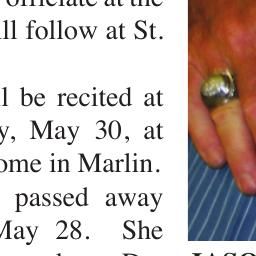 officiate at the
ll follow at St.
l be recited at
y, May 30, at
ome in Marlin.
passed away
May 28. She